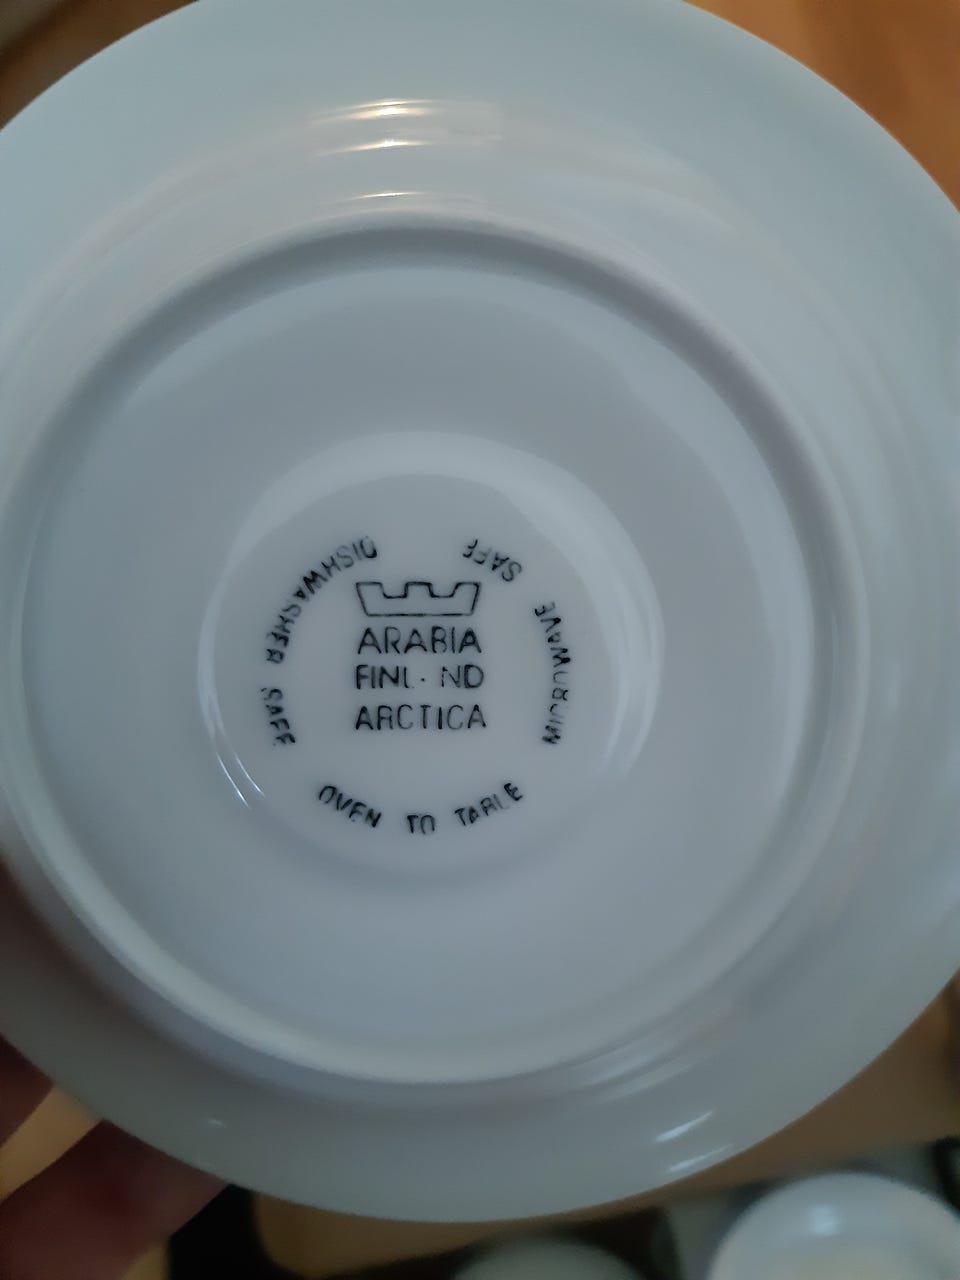 ARABIA
FINL ND
ARCTICA
DISHWASHER SAFE
OVEN TO TABLE
MICROWAVE SAFE